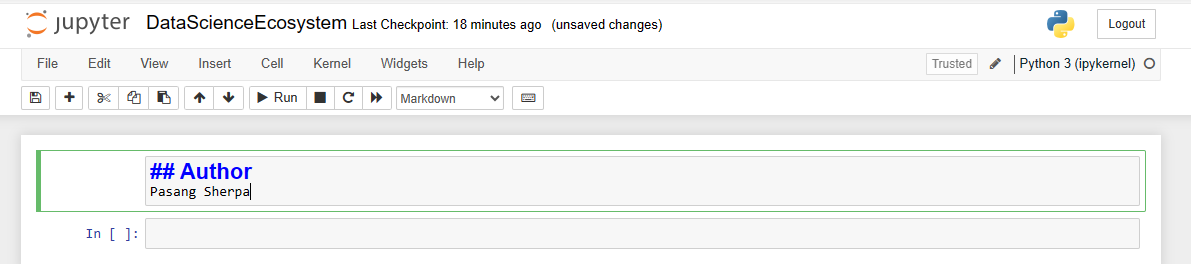 jupyter DataScienceEcosystem Last Checkpoint: 18 minutes ago (unsaved changes) Logout
File Edit View Insert Cell Kernel Widgets Help Trusted Python 3 (ipykernel)
Run Markdown
## Author
Pasang Sherpa
In [ ]: